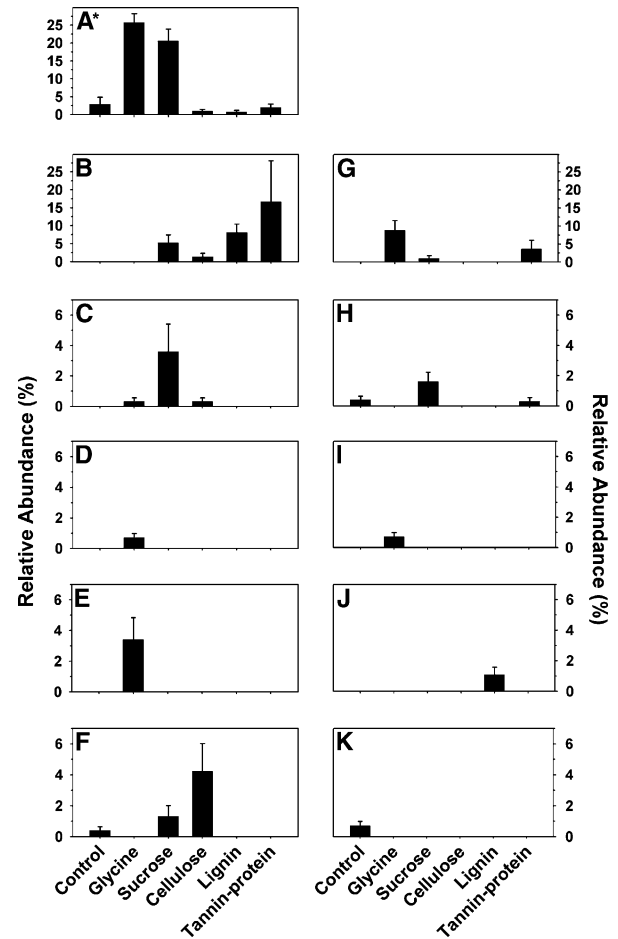 A*
25
20
15
10
5
0
B
25
20
15
10
5
0
G
25
20
15
10
5
0
C
6
4
2
0
H
6
4
2
0
D
6
4
2
0
I
6
4
2
0
E
6
4
2
0
J
6
4
2
0
F
6
4
2
0
K
6
4
2
0
Relative Abundance (%)
Relative Abundance (%)
Control
Glycine
Sucrose
Cellulose
Lignin
Tannin-protein
Control
Glycine
Sucrose
Cellulose
Lignin
Tannin-protein